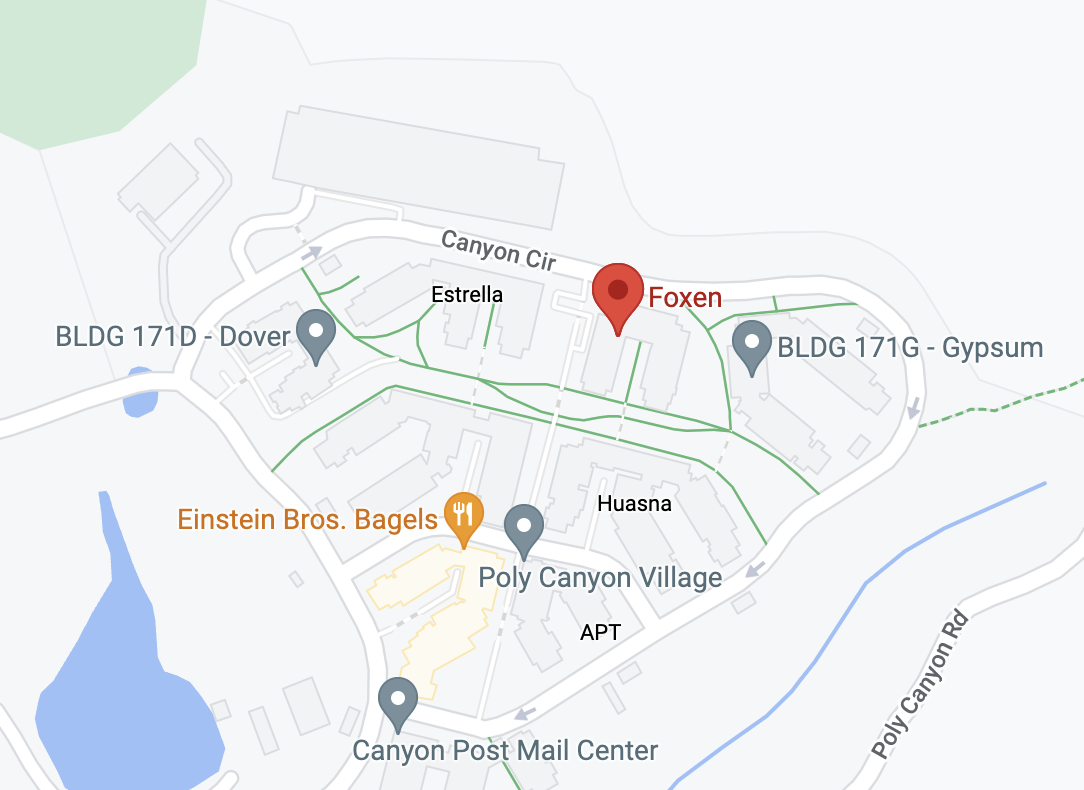 Canyon Cir
Estrella
Foxen
BLDG 171D - Dover
BLDG 171G - Gypsum
Huasna
Einstein Bros. Bagels
Poly Canyon Village
APT
Poly Canyon Rd
Canyon Post Mail Center